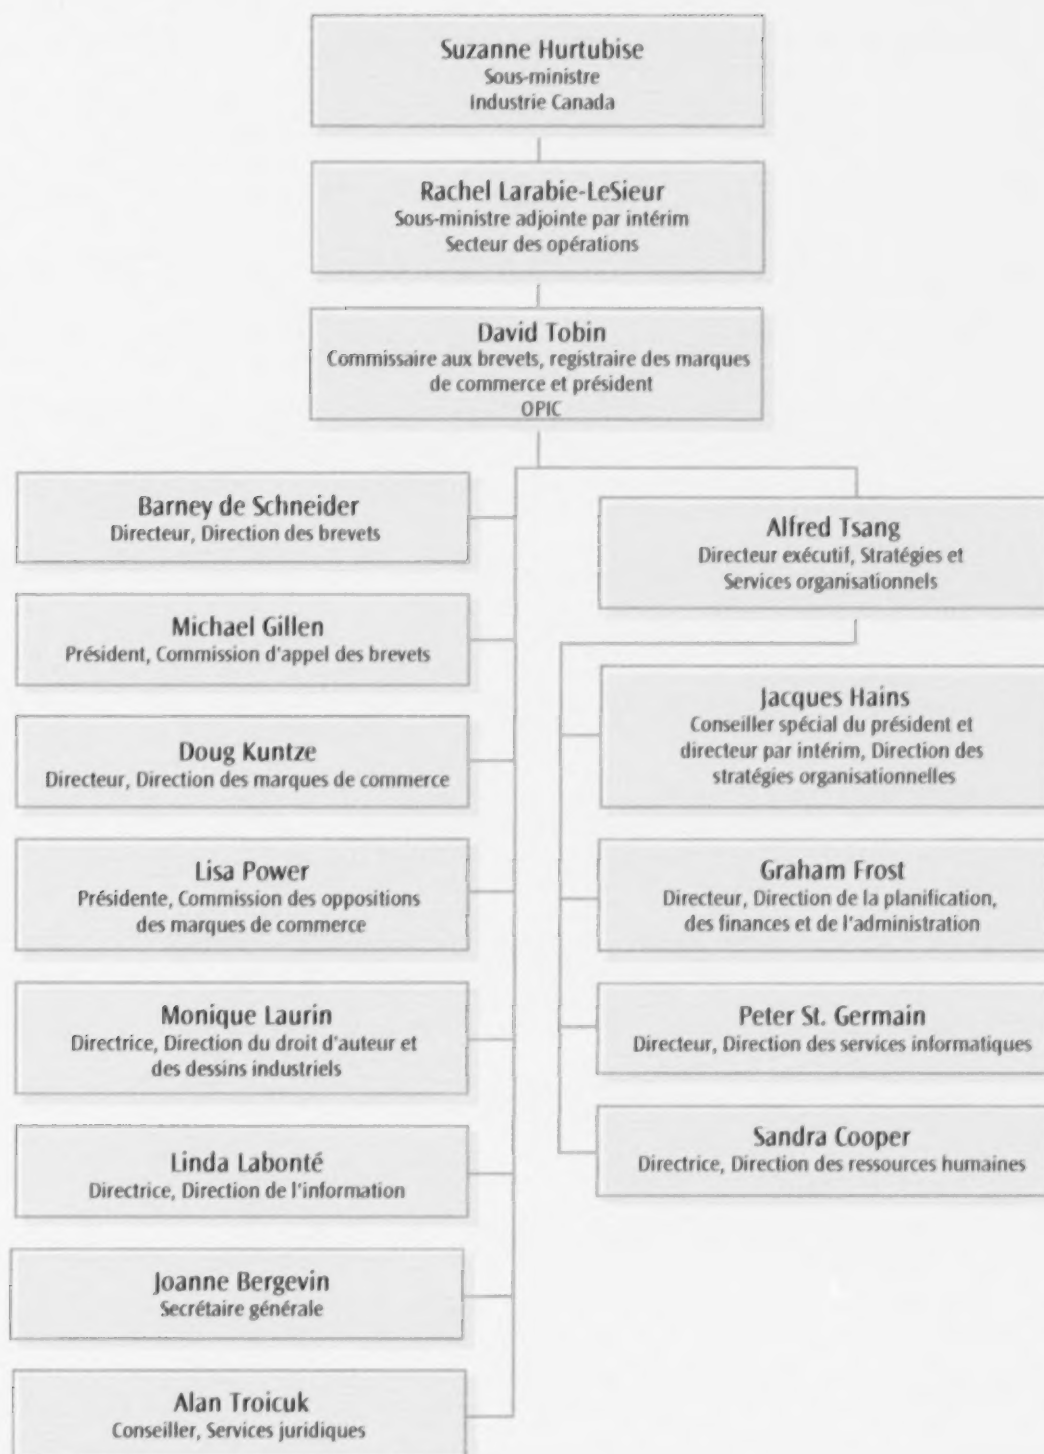 Suzanne Hurtubise
Sous-ministre
Industrie Canada
Rachel Larabie-LeSieur
Sous-ministre adjointe par intérim
Secteur des opérations
David Tobin
Commissaire aux brevets, registraire des marques
de commerce et président
OPIC
Barney de Schneider
Directeur, Direction des brevets
Michael Gillen
Président, Commission d'appel des brevets
Doug Kuntze
Directeur, Direction des marques de commerce
Lisa Power
Présidente, Commission des oppositions
des marques de commerce
Monique Laurin
Directrice, Direction du droit d'auteur et
des dessins industriels
Linda Labonté
Directrice, Direction de l'information
Joanne Bergevin
Secrétaire générale
Alan Troicuk
Conseiller, Services juridiques
Alfred Tsang
Directeur exécutif, Stratégies et
Services organisationnels
Jacques Hains
Conseiller spécial du président et
directeur par intérim, Direction des
stratégies organisationnelles
Graham Frost
Directeur, Direction de la planification,
des finances et de l'administration
Peter St. Germain
Directeur, Direction des services informatiques
Sandra Cooper
Directrice, Direction des ressources humaines